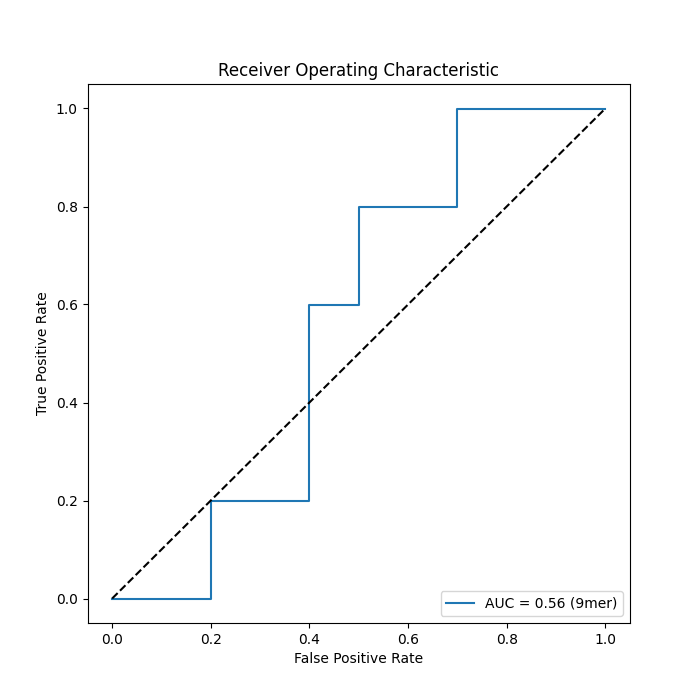 Receiver Operating Characteristic
True Positive Rate
1.0
0.8
0.6
0.4
0.2
0.0
AUC = 0.56 (9mer)
0.0 0.2 0.4 0.6 0.8 1.0
False Positive Rate